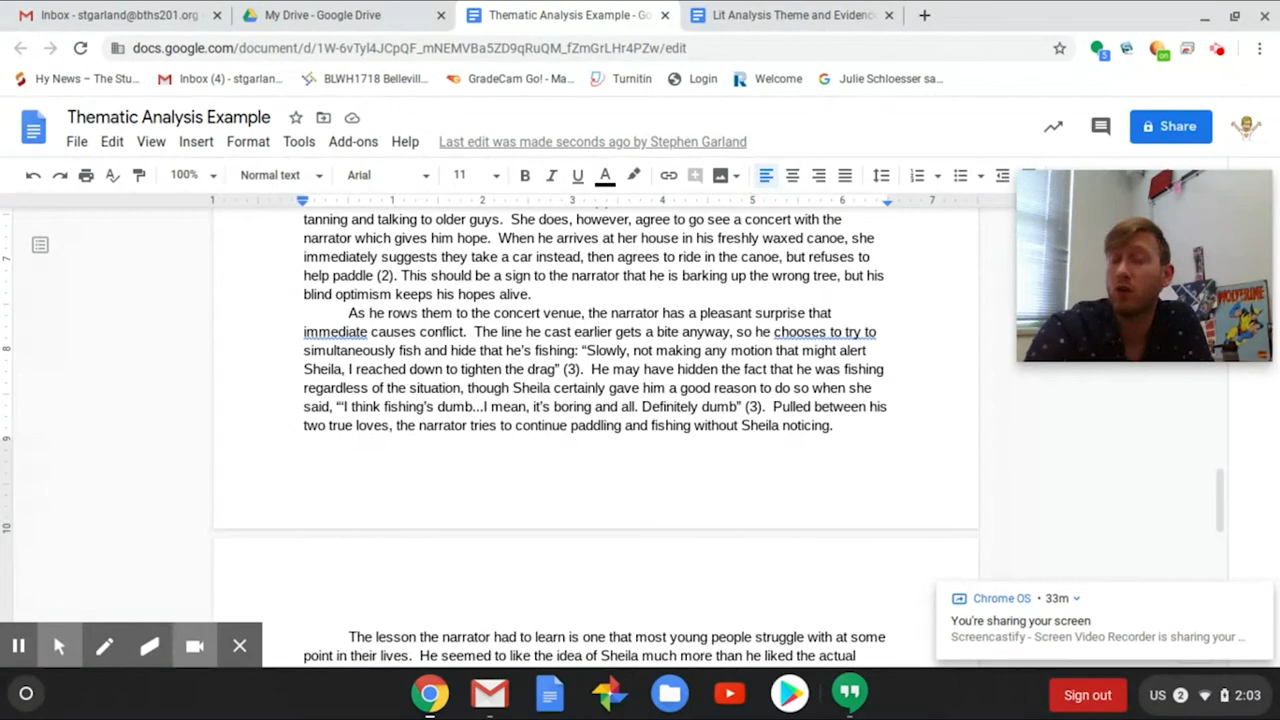 Inbox - stgarland@bths201.org
My Drive - Google Drive
Thematic Analysis Example - Go
Lit Analysis Theme and Evidenc
docs.google.com/document/d/1W-6vTyl4JCpQF_mNEMVBa5ZD9qRuQM_fZmGrLHr4PZw/edit
5
on
Hy News – The Stu...
Inbox (4) - stgarlan...
BLWH1718 Bellevill...
GradeCam Go! - Ma...
Turnitin
Login
Welcome
Julie Schloesser sa...
Thematic Analysis Example
Share
File Edit View Insert Format Tools Add-ons Help Last edit was made seconds ago by Stephen Garland
100% Normal text Arial 11 B I U A
1 1 2 3 4 5 6 7
tanning and talking to older guys. She does, however, agree to go see a concert with the
narrator which gives him hope. When he arrives at her house in his freshly waxed canoe, she
immediately suggests they take a car instead, then agrees to ride in the canoe, but refuses to
help paddle (2). This should be a sign to the narrator that he is barking up the wrong tree, but his
blind optimism keeps his hopes alive.
As he rows them to the concert venue, the narrator has a pleasant surprise that
immediate causes conflict. The line he cast earlier gets a bite anyway, so he chooses to try to
simultaneously fish and hide that he's fishing: “Slowly, not making any motion that might alert
Sheila, I reached down to tighten the drag” (3). He may have hidden the fact that he was fishing
regardless of the situation, though Sheila certainly gave him a good reason to do so when she
said, “‘I think fishing's dumb...I mean, it's boring and all. Definitely dumb” (3). Pulled between his
two true loves, the narrator tries to continue paddling and fishing without Sheila noticing.
7
8
9
10
WOLVERINE
The lesson the narrator had to learn is one that most young people struggle with at some
point in their lives. He seemed to like the idea of Sheila much more than he liked the actual
Chrome OS • 33m
You're sharing your screen
Screencastify - Screen Video Recorder is sharing your ...
Sign out
US 2 2:03